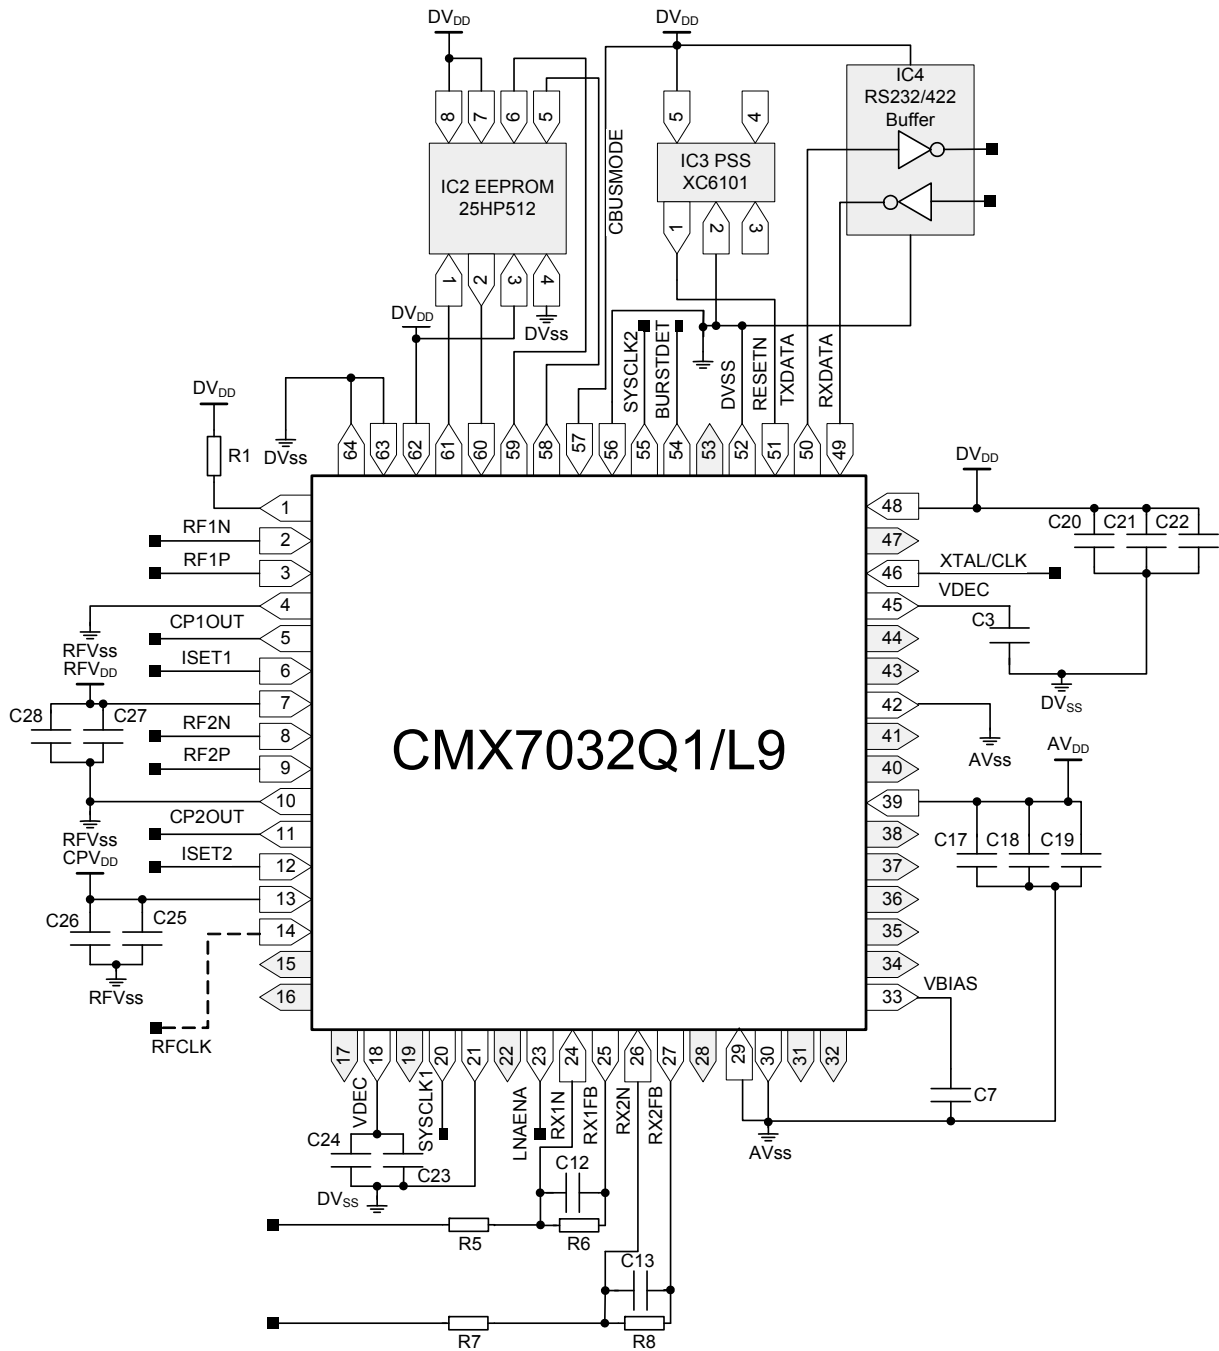 DVDD
DVDD
IC4
RS232/422
Buffer
8
7
6
5
5
4
IC2 EEPROM
25HP512
IC3 PSS
XC6101
CBUSMODE
1
2
3
4
1
2
3
DVDD
DVss
SYSCLK2
BURSTDET
DVSS
RESETN
TXDATA
RXDATA
DVDD
R1
DVss
64
63
62
61
60
59
58
57
56
55
54
53
52
51
50
49
DVDD
1
48
C20
C21
C22
RF1N
2
47
RF1P
3
46
XTAL/CLK
4
45
VDEC
C3
RFVss
CP1OUT
5
44
RFVDD
ISET1
6
43
DVSS
C28
C27
7
42
RF2N
8
41
AVss
CMX7032Q1/L9
RF2P
9
40
AVDD
10
39
RFVss
CP2OUT
11
38
C17
C18
C19
CPVDD
ISET2
12
37
13
36
C26
C25
14
35
15
34
RFVss
16
33
VBIAS
RFCLK
17
18
19
20
21
22
23
24
25
26
27
28
29
30
31
32
C7
VDEC
SYSCLK1
LNAENA
RX1N
RX1FB
RX2N
RX2FB
AVss
C24
C23
C12
DVSS
R5
R6
C13
R7
R8